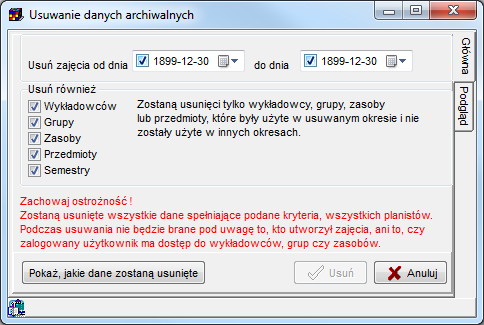 Usuwanie danych archiwalnych
Usuń zajęcia od dnia 1899-12-30 do dnia 1899-12-30
Usuń również
Wykładowców
Grupy
Zasoby
Przedmioty
Semestry
Zostaną usunięci tylko wykładowcy, grupy, zasoby
lub przedmioty, które były użyte w usuwanym okresie i nie
zostały użyte w innych okresach.
Zachowaj ostrożność !
Zostaną usunięte wszystkie dane spełniające podane kryteria, wszystkich planistów.
Podczas usuwania nie będzie brane pod uwagę to, kto utworzył zajęcia, ani to, czy
zalogowany użytkownik ma dostęp do wykładowców, grup czy zasobów.
Pokaż, jakie dane zostaną usunięte
Usuń
Anuluj
Główna
Podgląd